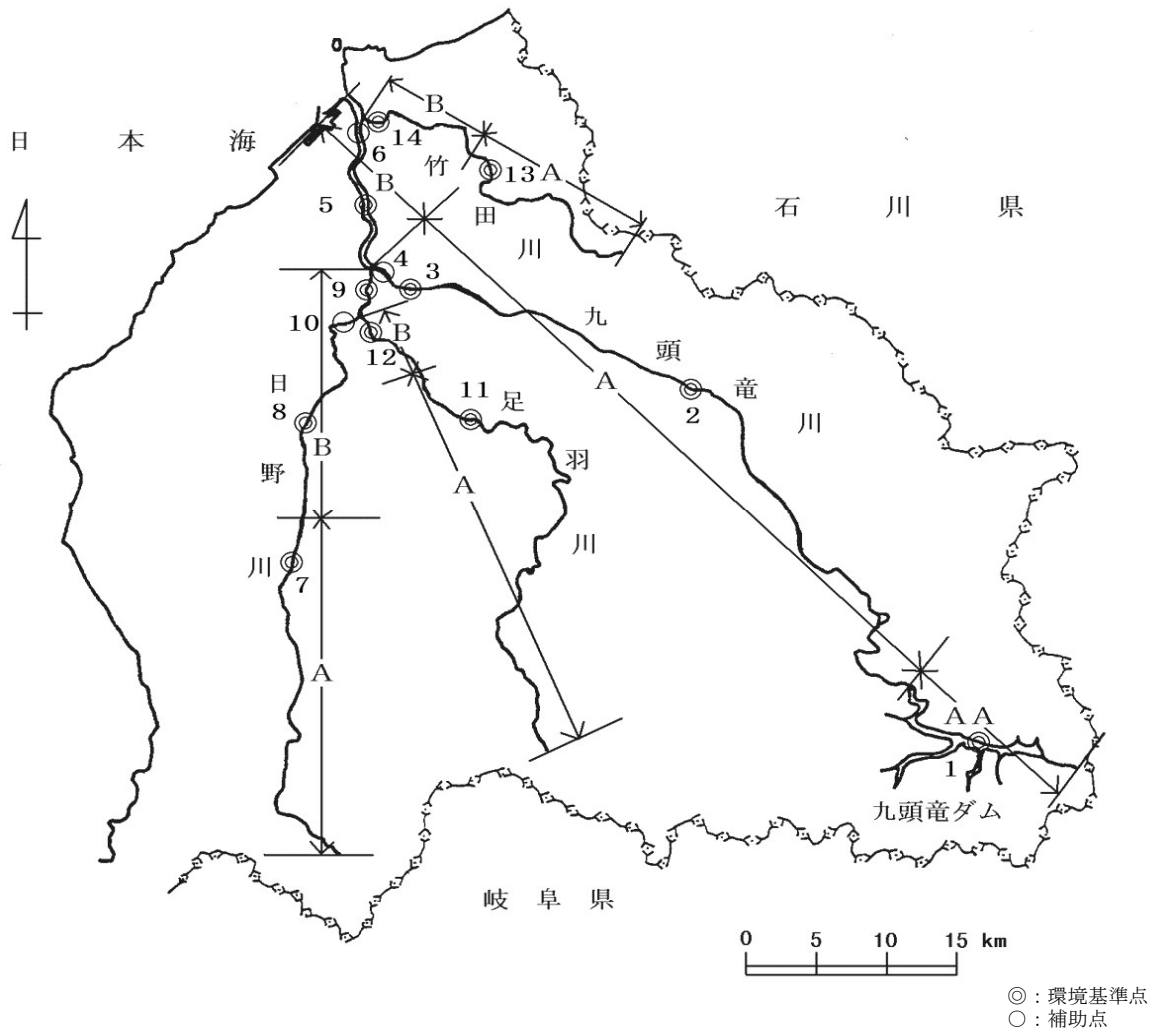 日本海
石川県
岐阜県
九頭竜川
竹田川
日野川
足羽川
九頭竜ダム
B
14
6
13
A
5
B
4
3
9
10
12
B
11
A
2
8
B
A
7
A
AA
1
0 5 10 15 km
◎：環境基準点
○：補助点